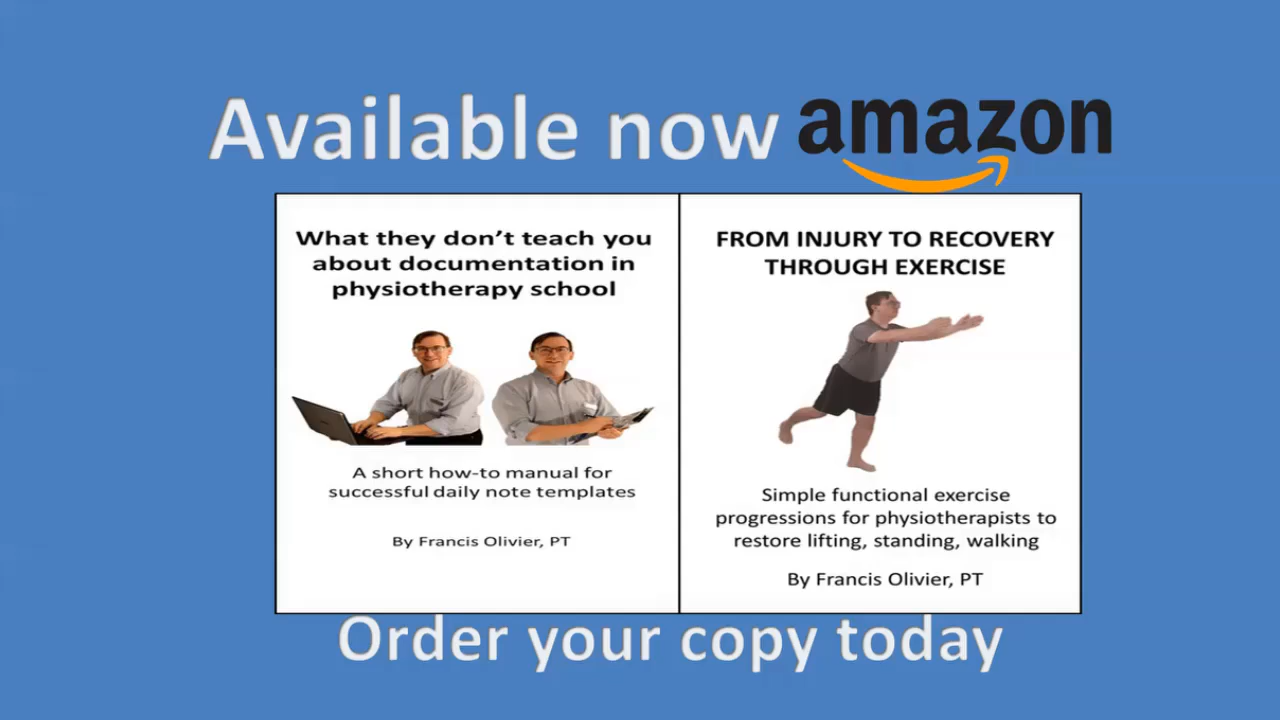 Available now amazon
What they don't teach you
about documentation in
physiotherapy school
A short how-to manual for
successful daily note templates
By Francis Olivier, PT
FROM INJURY TO RECOVERY
THROUGH EXERCISE
Simple functional exercise
progressions for physiotherapists to
restore lifting, standing, walking
By Francis Olivier, PT
Order your copy today